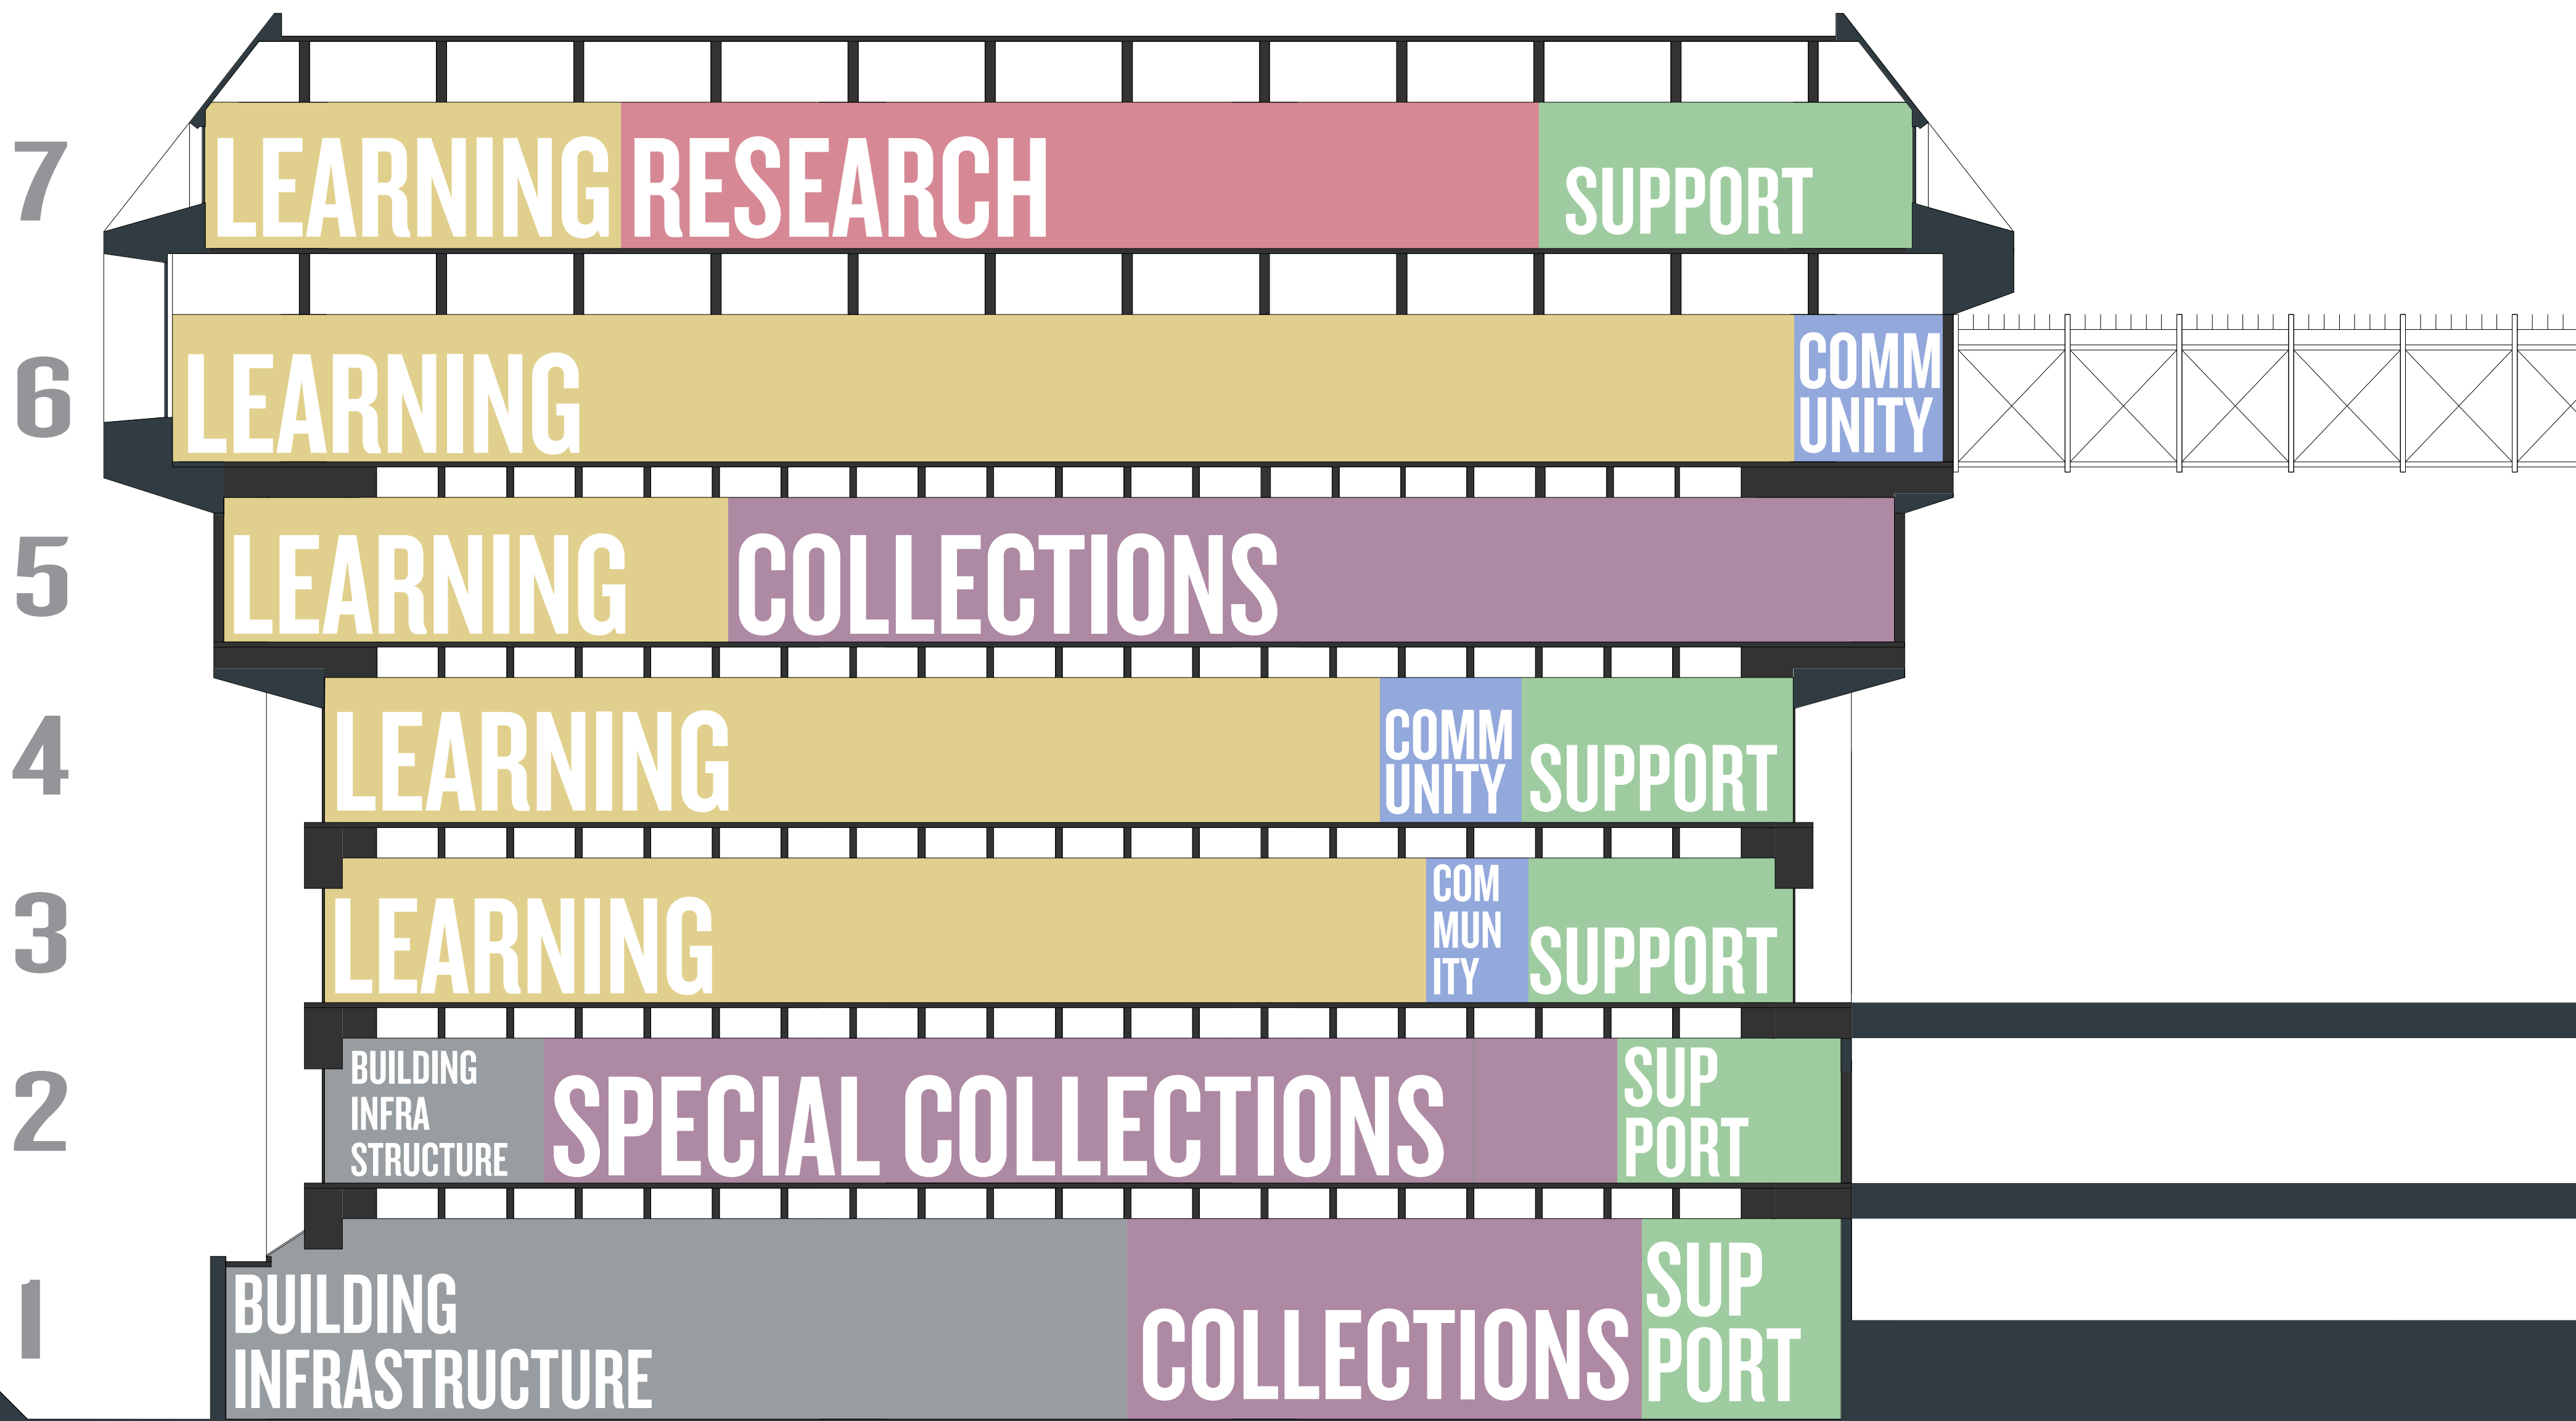 7
LEARNING RESEARCH SUPPORT
6
LEARNING
COMM
UNITY
5
LEARNING COLLECTIONS
4
LEARNING
COMM
UNITY
SUPPORT
3
LEARNING
COM
MUN
ITY
SUPPORT
2
BUILDING
INFRA
STRUCTURE
SPECIAL COLLECTIONS
SUP
PORT
1
BUILDING
INFRASTRUCTURE
COLLECTIONS
SUP
PORT